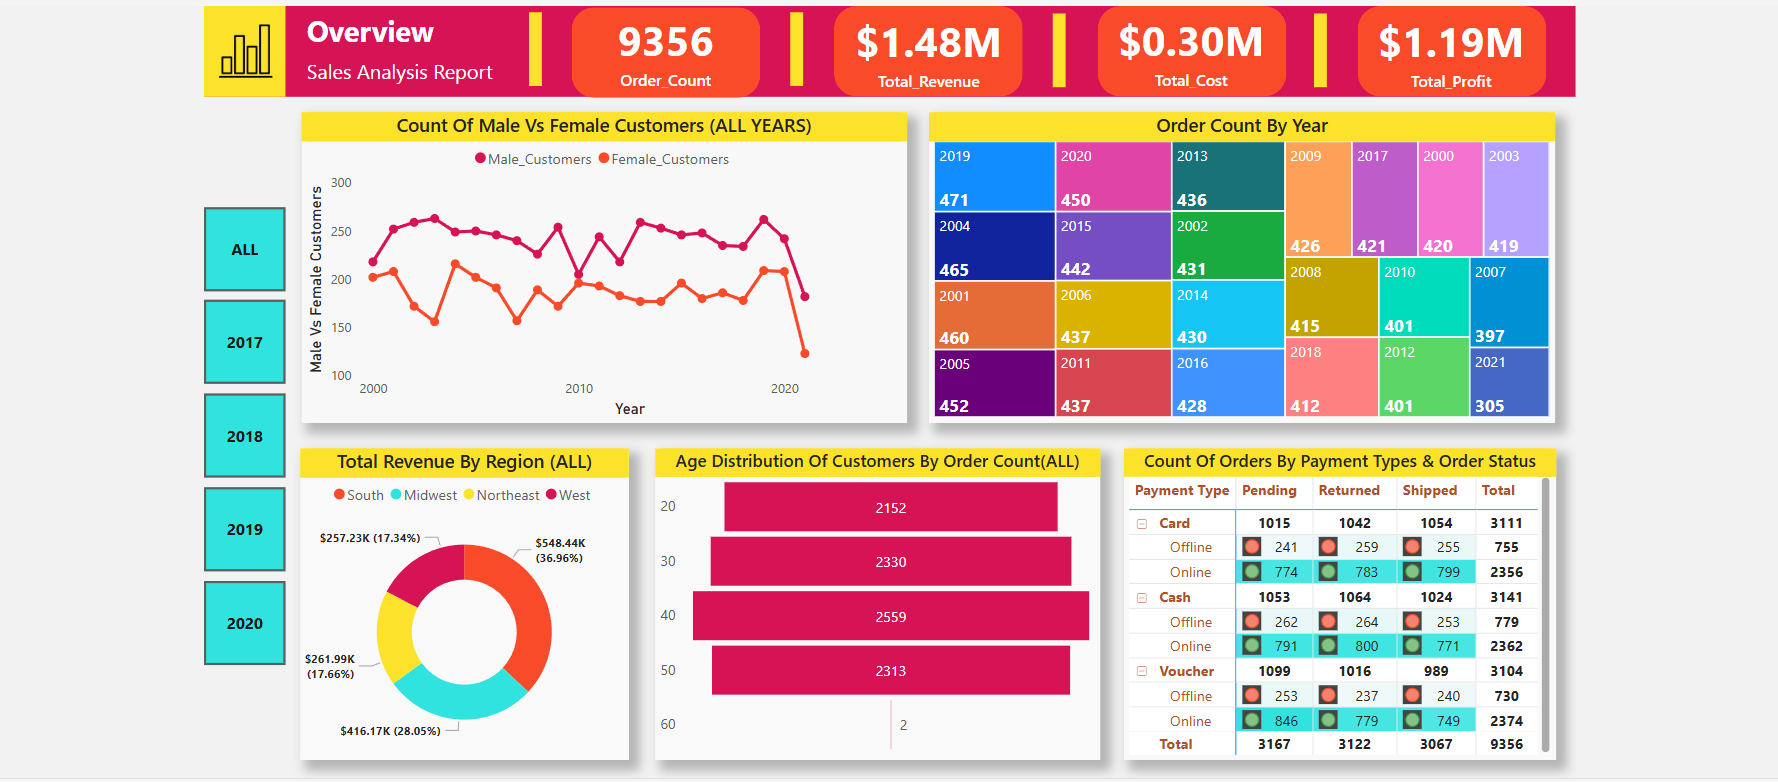 Overview
Sales Analysis Report
9356
Order_Count
$1.48M
Total_Revenue
$0.30M
Total_Cost
$1.19M
Total_Profit
ALL
2017
2018
2019
2020
Count Of Male Vs Female Customers (ALL YEARS)
Male_Customers Female_Customers
Male Vs Female Customers
300
250
200
150
100
2000 2010 2020
Year
Order Count By Year
2019
471
2020
450
2013
436
2009
426
2017
421
2000
420
2003
419
2004
465
2015
442
2002
431
2001
460
2006
437
2014
430
2008
415
2010
401
2007
397
2005
452
2011
437
2016
428
2018
412
2012
401
2021
305
Total Revenue By Region (ALL)
South Midwest Northeast West
$257.23K (17.34%)
$548.44K
(36.96%)
$261.99K
(17.66%)
$416.17K (28.05%)
Age Distribution Of Customers By Order Count(ALL)
20 2152
30 2330
40 2559
50 2313
60 2
Count Of Orders By Payment Types & Order Status
Payment Type Pending Returned Shipped Total
Card 1015 1042 1054 3111
Offline 241 259 255 755
Online 774 783 799 2356
Cash 1053 1064 1024 3141
Offline 262 264 253 779
Online 791 800 771 2362
Voucher 1099 1016 989 3104
Offline 253 237 240 730
Online 846 779 749 2374
Total 3167 3122 3067 9356